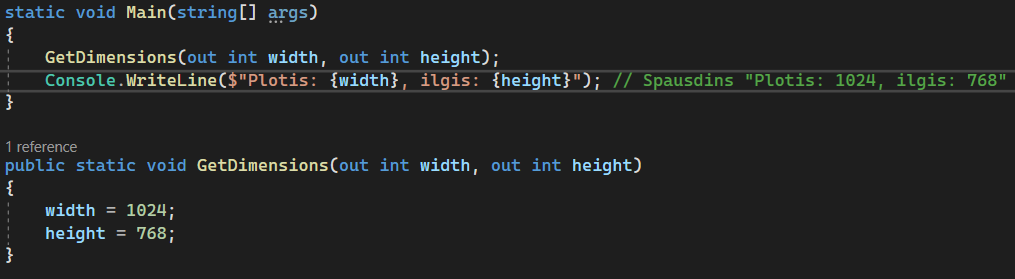 static void Main(string[] args)
{
    GetDimensions(out int width, out int height);
    Console.WriteLine($"Plotis: {width}, ilgis: {height}"); // Spausdins "Plotis: 1024, ilgis: 768"
}
1 reference
public static void GetDimensions(out int width, out int height)
{
    width = 1024;
    height = 768;
}